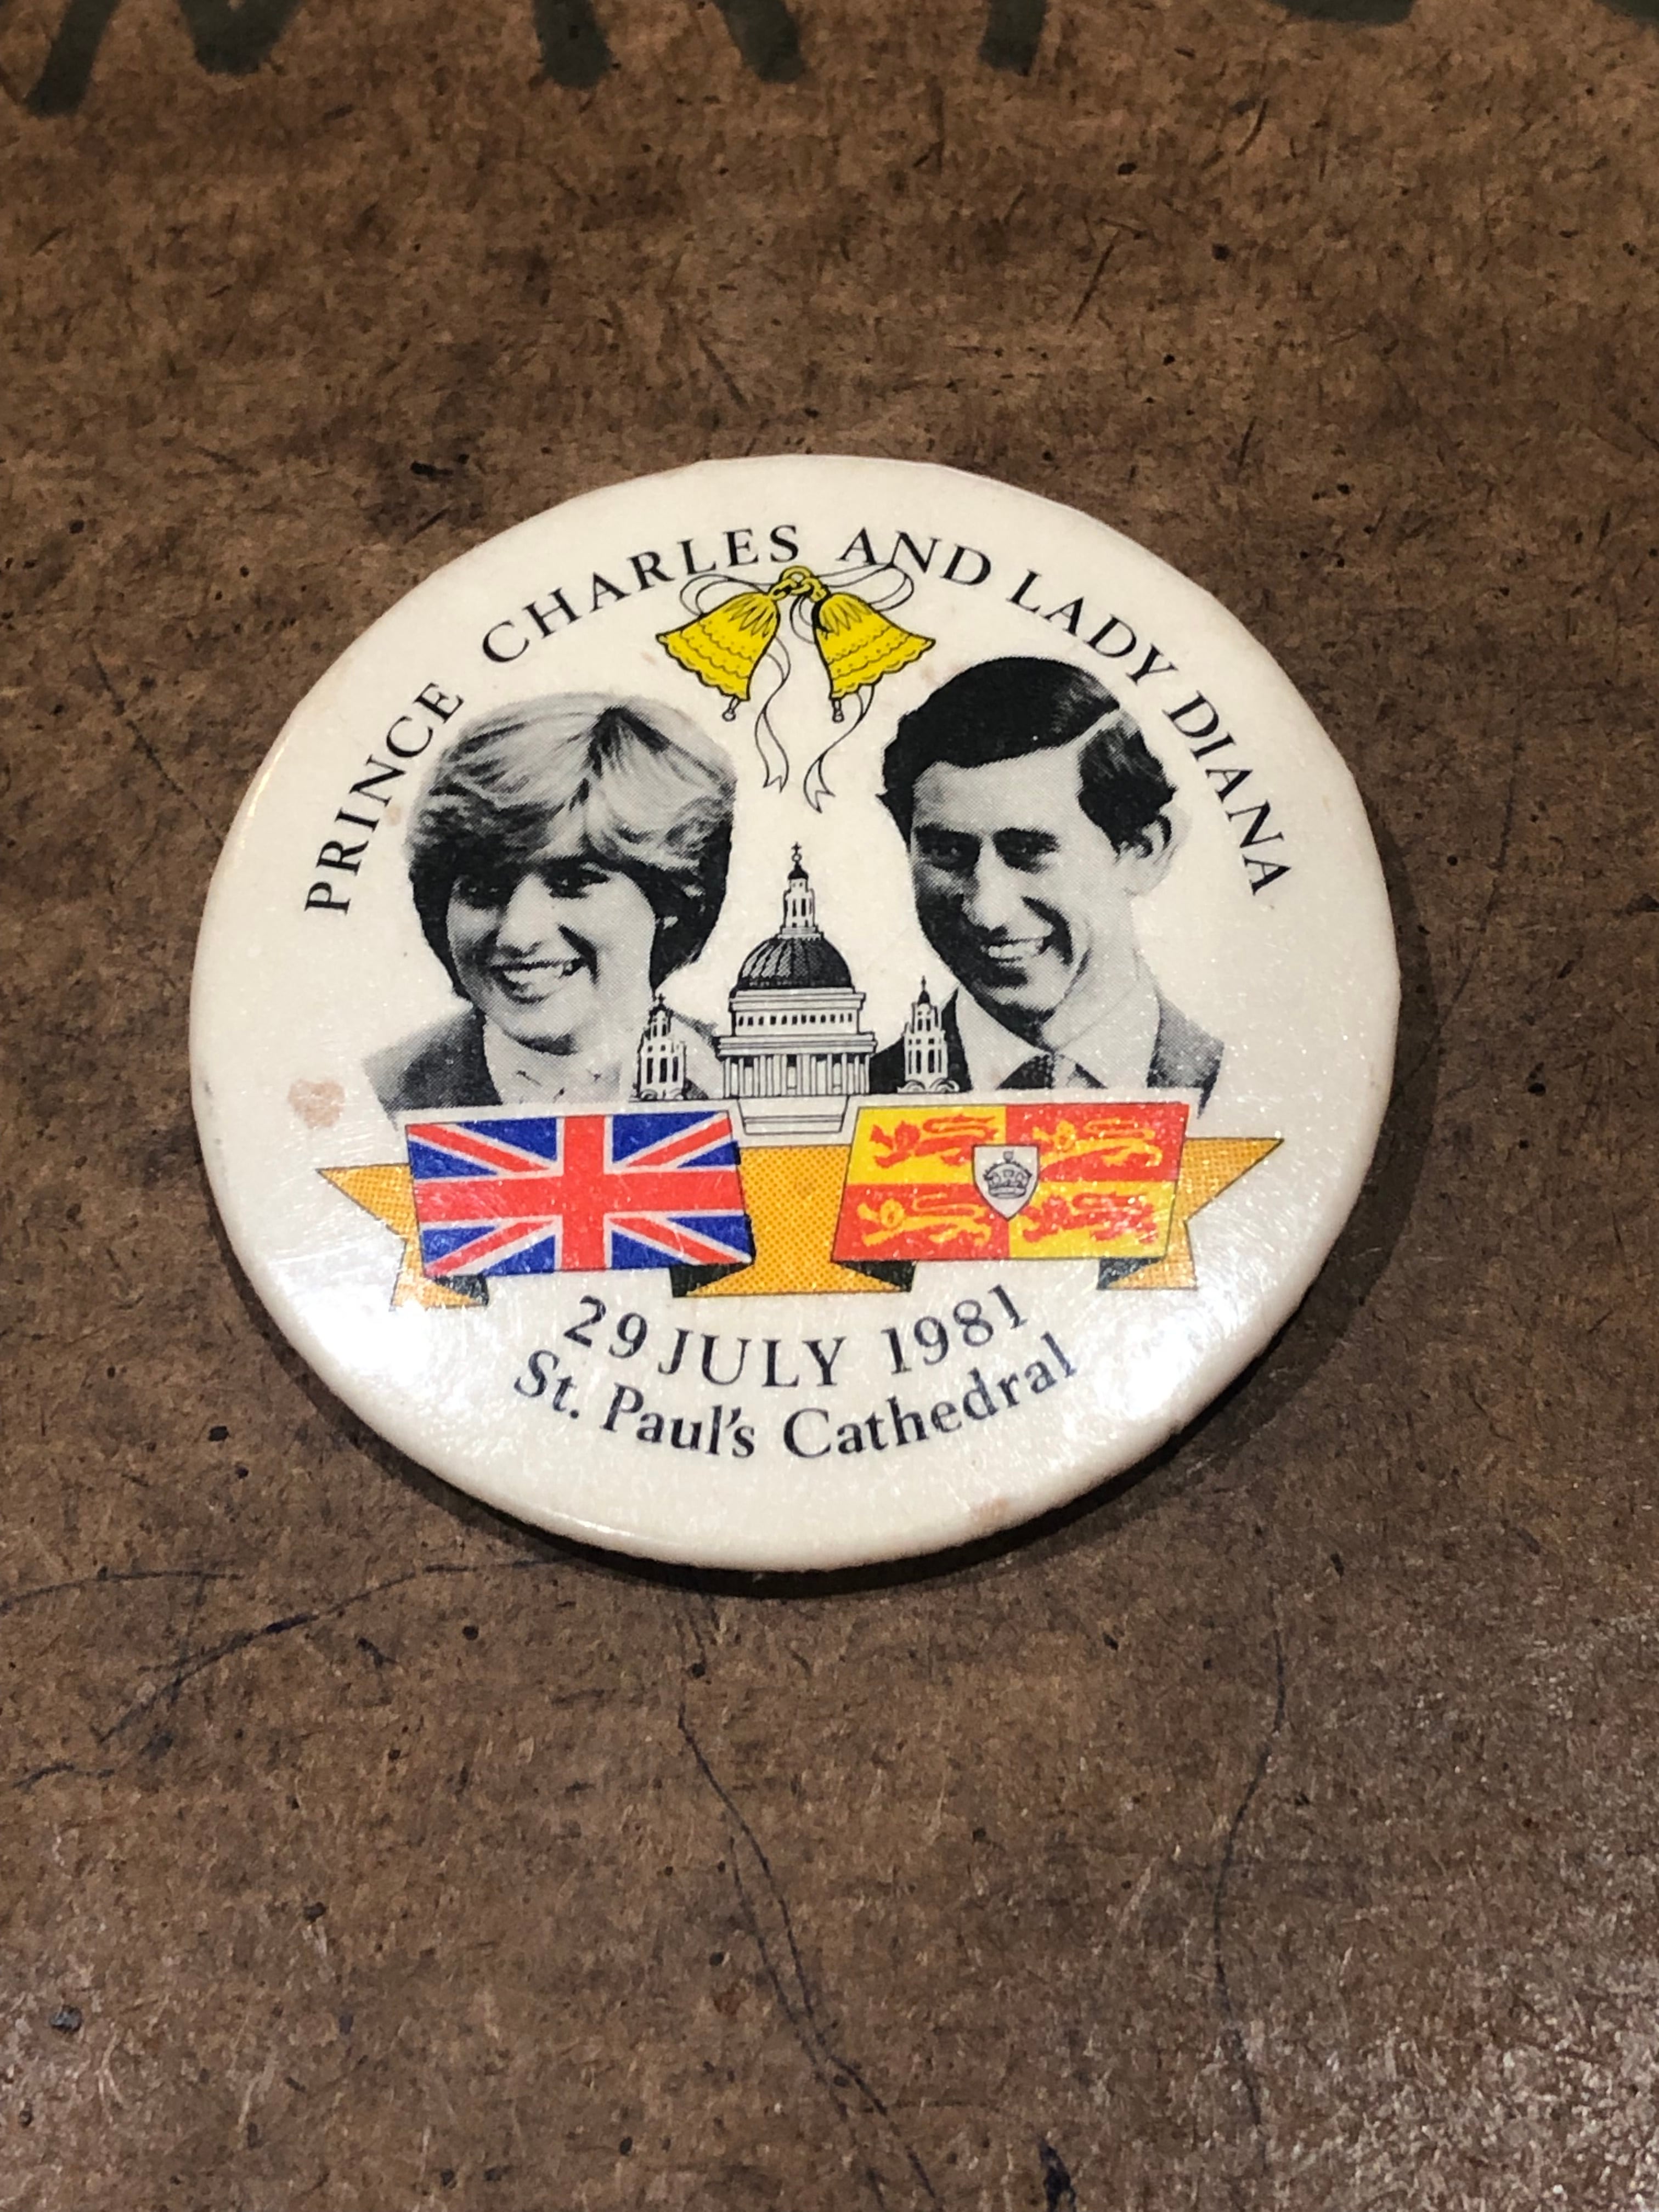 PRINCE CHARLES AND LADY DIANA
29 JULY 1981
St. Paul's Cathedral